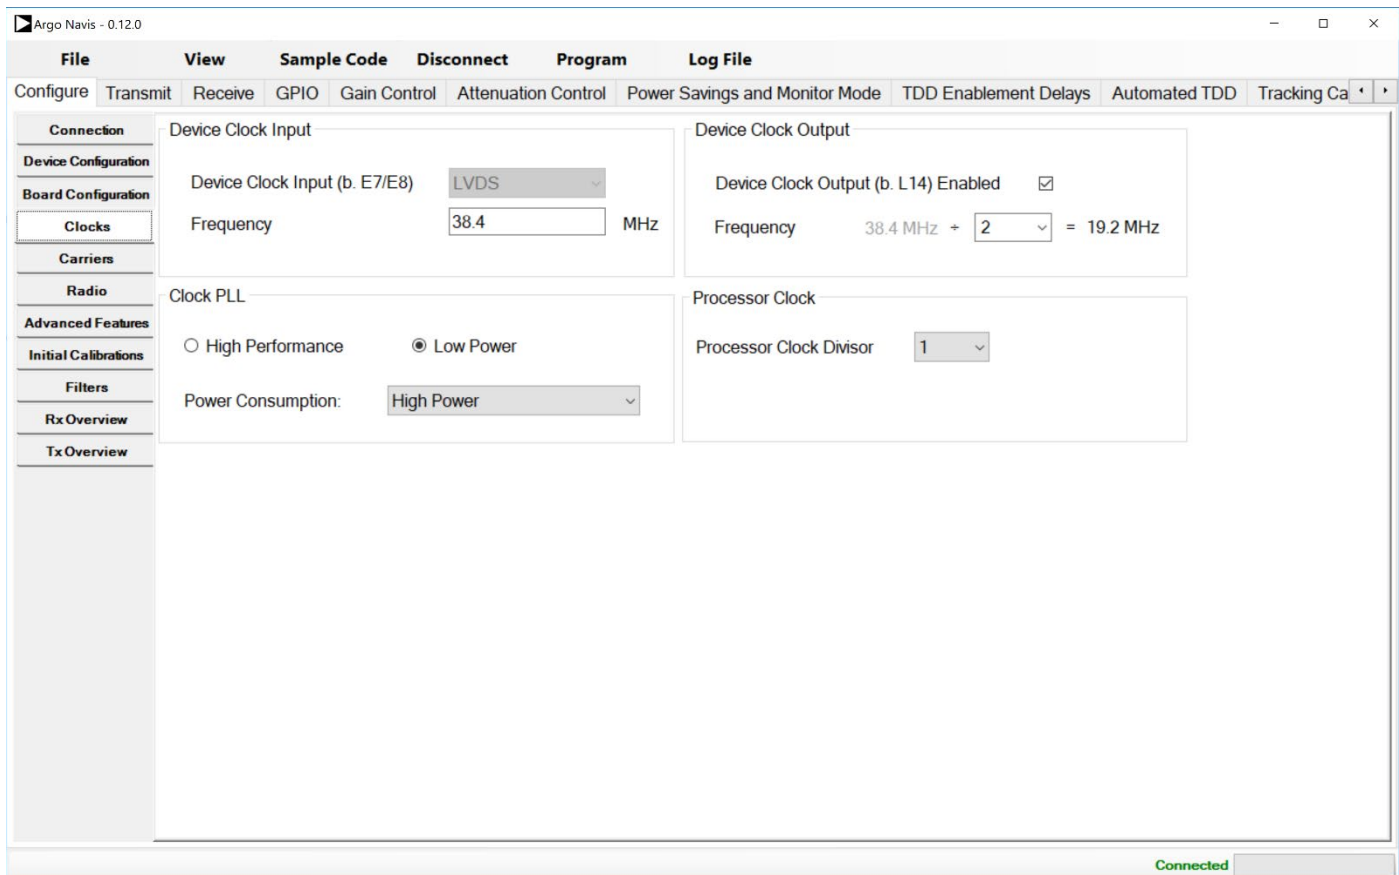 Argo Navis - 0.12.0
File View Sample Code Disconnect Program Log File
Configure Transmit Receive GPIO Gain Control Attenuation Control Power Savings and Monitor Mode TDD Enablement Delays Automated TDD Tracking Ca
Connection
Device Configuration
Board Configuration
Clocks
Carriers
Radio
Advanced Features
Initial Calibrations
Filters
Rx Overview
Tx Overview
Device Clock Input
Device Clock Input (b. E7/E8) LVDS
Frequency 38.4 MHz
Device Clock Output
Device Clock Output (b. L14) Enabled
Frequency 38.4 MHz ÷ 2 = 19.2 MHz
Clock PLL
High Performance Low Power
Power Consumption: High Power
Processor Clock
Processor Clock Divisor 1
Connected